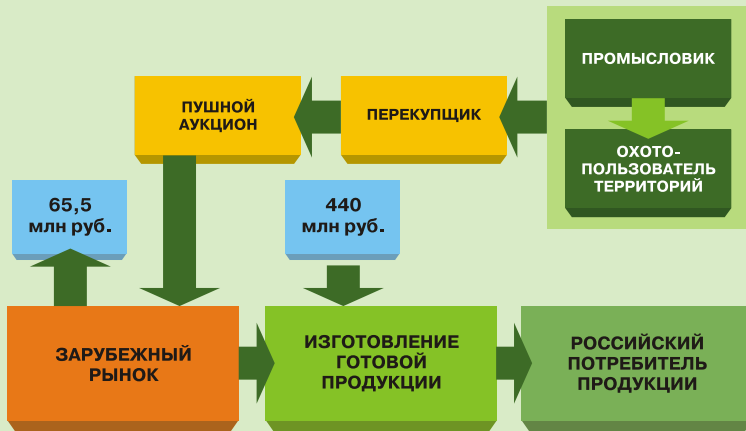 ПРОМЫСЛОВИК
ПУШНОЙ
АУКЦИОН
ПЕРЕКУПЩИК
ОХОТО-
ПОЛЬЗОВАТЕЛЬ
ТЕРРИТОРИЙ
65,5
млн руб.
440
млн руб.
ЗАРУБЕЖНЫЙ
РЫНОК
ИЗГОТОВЛЕНИЕ
ГОТОВОЙ
ПРОДУКЦИИ
РОССИЙСКИЙ
ПОТРЕБИТЕЛЬ
ПРОДУКЦИИ